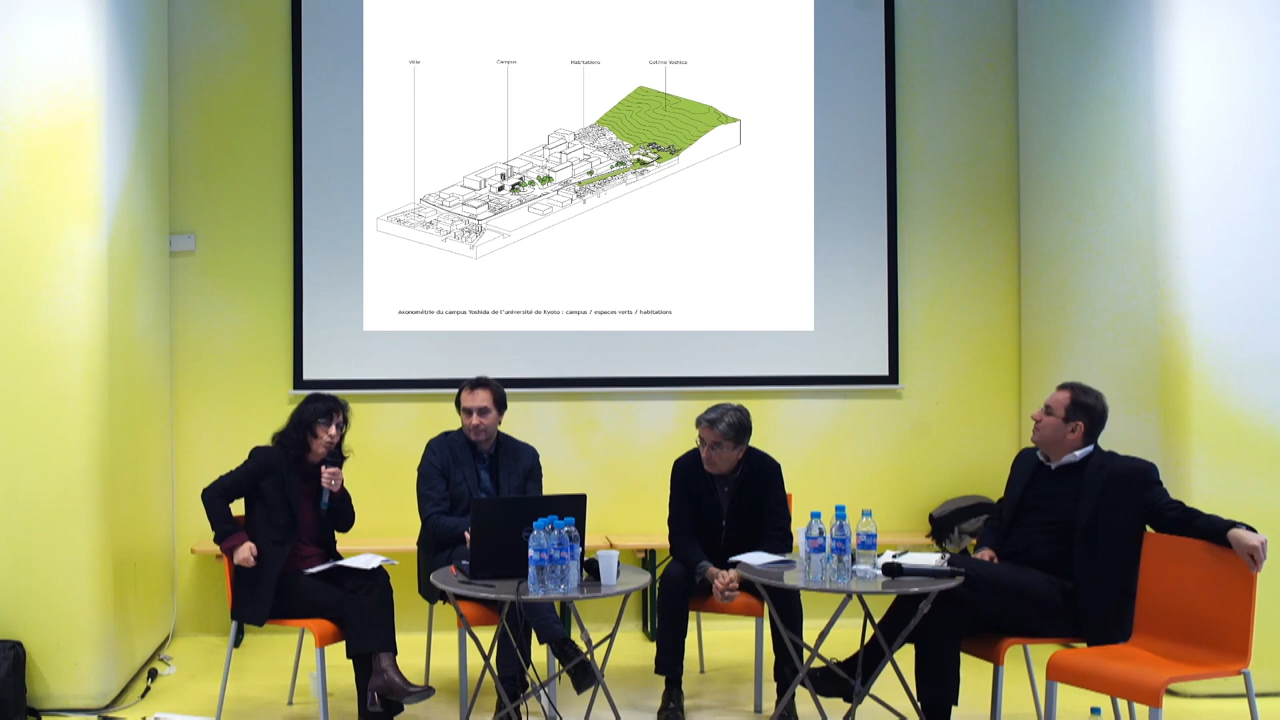 Ville Campus Habitations Colline Yoshida
Axonométrie du campus Yoshida de l'université de Kyoto : campus / espaces verts / habitations